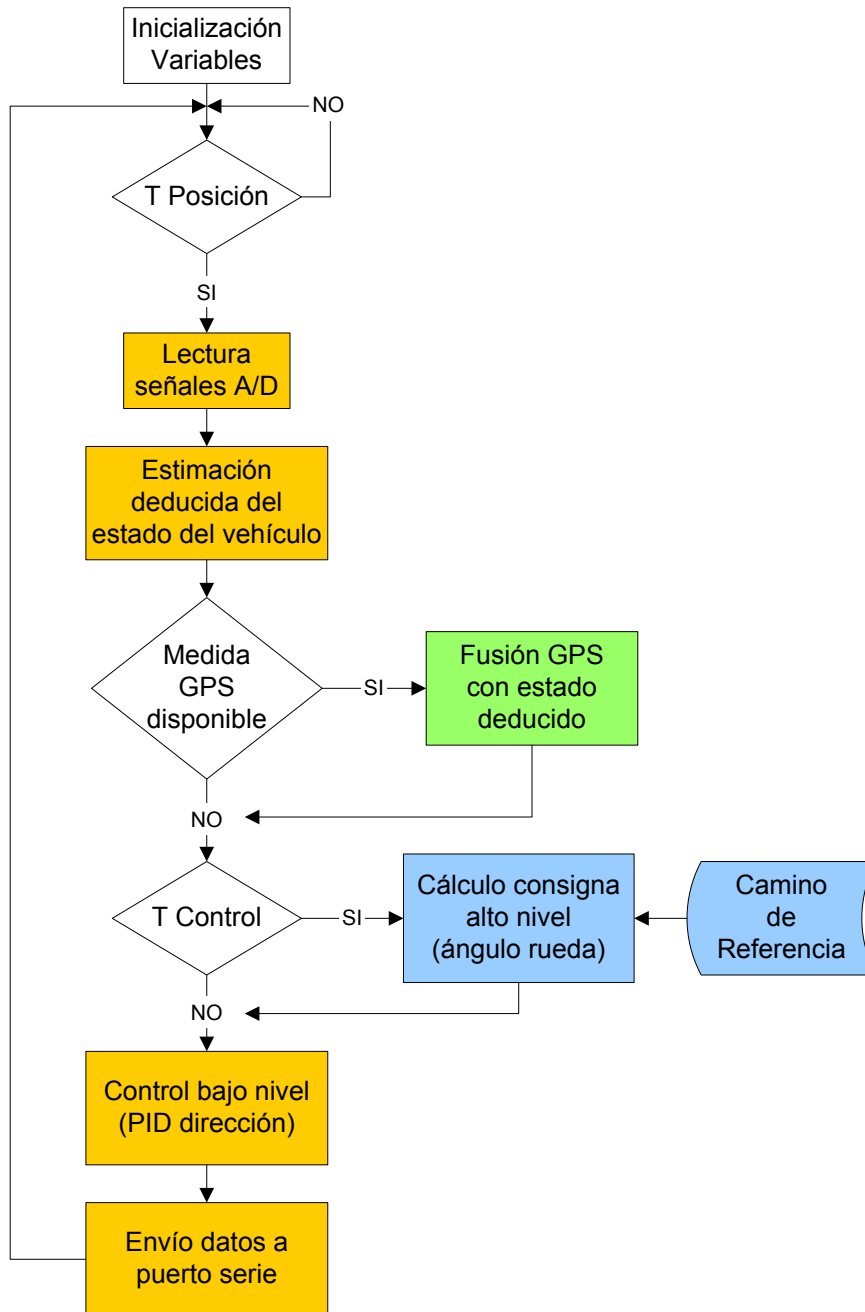 Inicialización
Variables
NO
T Posición
SI
Lectura
señales A/D
Estimación
deducida del
estado del vehículo
Medida
GPS
disponible
SI
Fusión GPS
con estado
deducido
NO
T Control
SI
Cálculo consigna
alto nivel
(ángulo rueda)
Camino
de
Referencia
NO
Control bajo nivel
(PID dirección)
Envío datos a
puerto serie